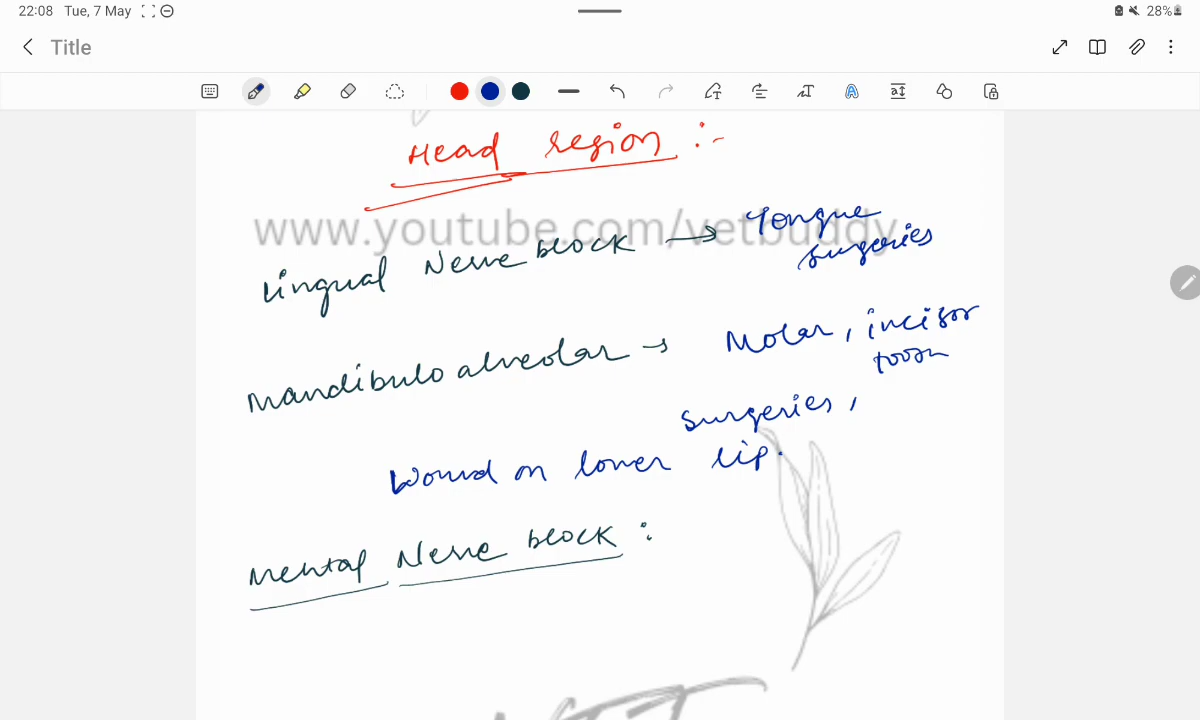 22:08 Tue, 7 May 28%
Title
Head region :-
www.youtube.com/vetbuddy
Lingual Nerve block → Tongue
surgeries
Mandibulo alveolar → Molar, incisor
tooth
surgeries,
Wound on lower lip.
Mental Nerve block :